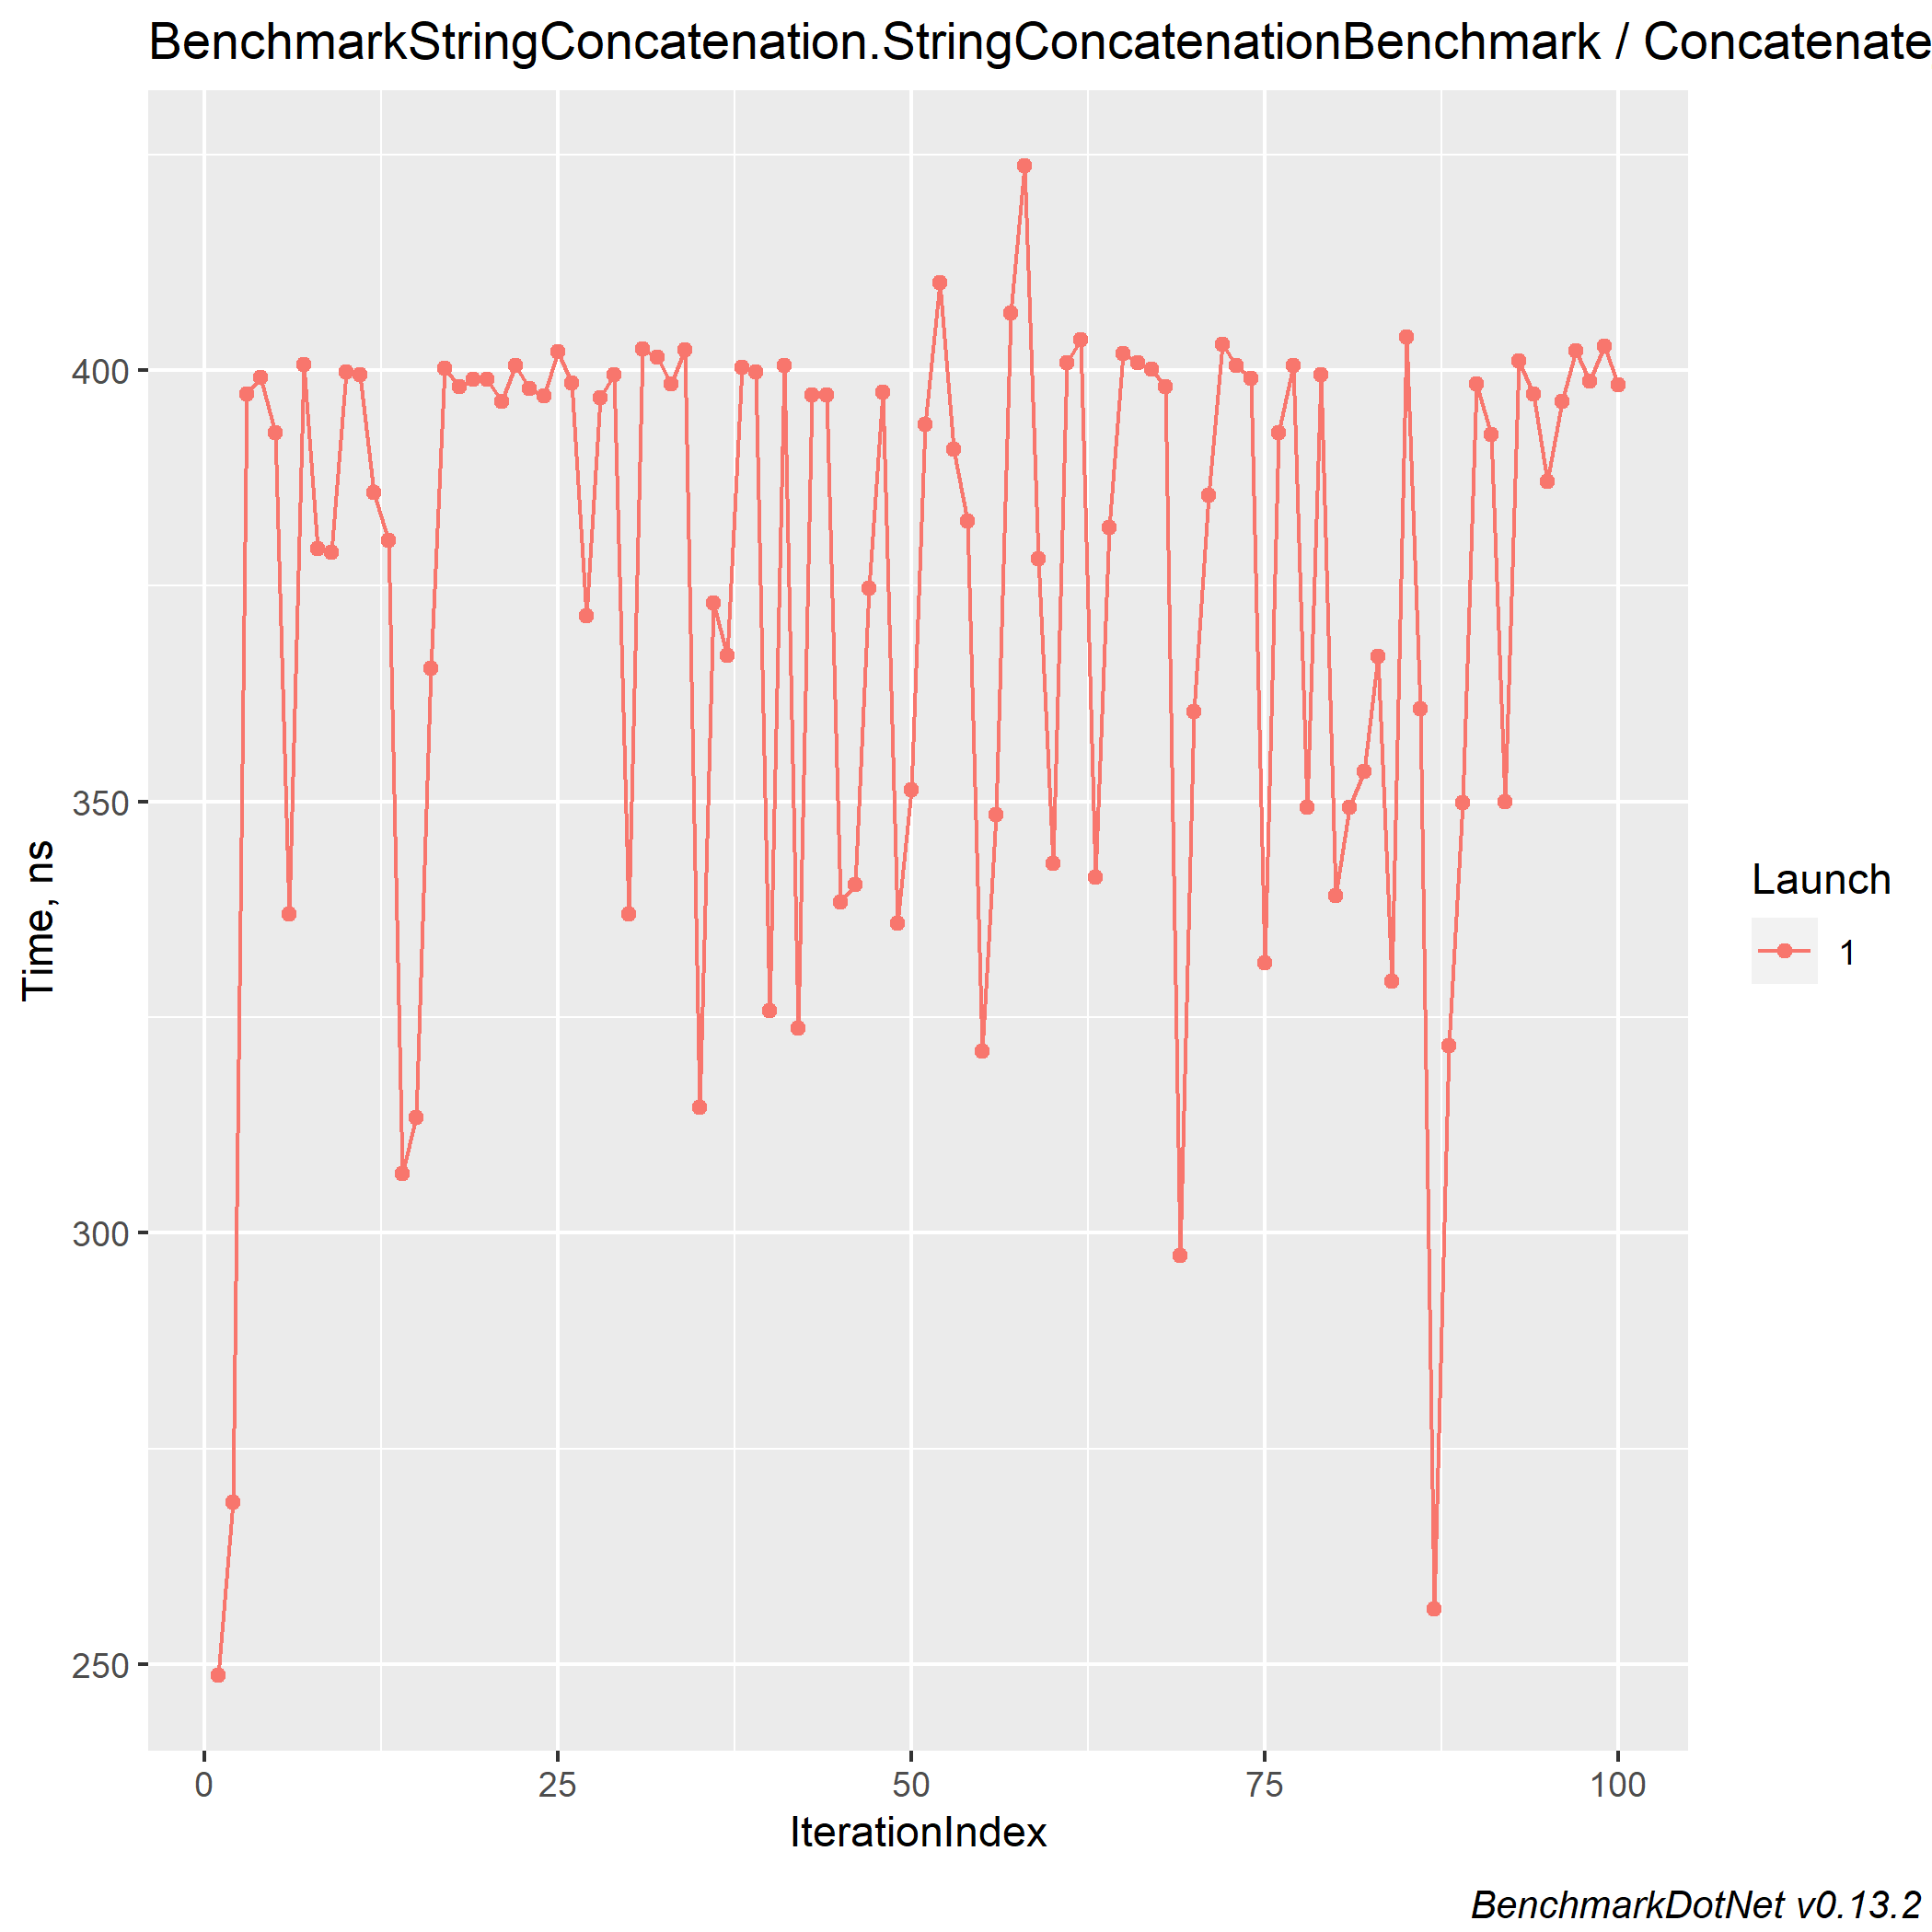 BenchmarkStringConcatenation.StringConcatenationBenchmark / Concatenate
400
350
300
250
Time, ns
0 25 50 75 100
IterationIndex
Launch
1
BenchmarkDotNet v0.13.2